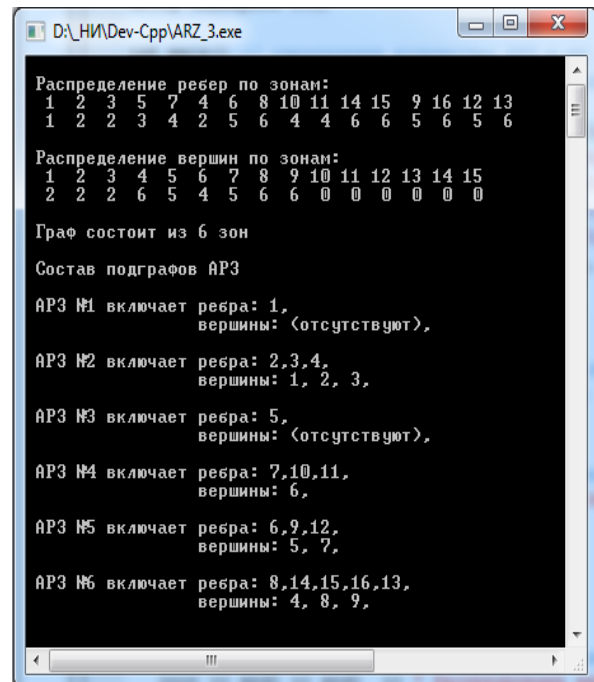 D:\_НИ\Dev-Cpp\ARZ_3.exe
Распределение ребер по зонам:
1 2 3 5 7 4 6 8 10 11 14 15 9 16 12 13
1 2 2 3 4 2 5 6 4 4 6 6 5 6 5 6
Распределение вершин по зонам:
1 2 3 4 5 6 7 8 9 10 11 12 13 14 15
2 2 2 6 5 4 5 6 6 0 0 0 0 0 0
Граф состоит из 6 зон
Состав подграфов АРЗ
АРЗ №1 включает ребра: 1,
вершины: (отсутствуют),
АРЗ №2 включает ребра: 2,3,4,
вершины: 1, 2, 3,
АРЗ №3 включает ребра: 5,
вершины: (отсутствуют),
АРЗ №4 включает ребра: 7,10,11,
вершины: 6,
АРЗ №5 включает ребра: 6,9,12,
вершины: 5, 7,
АРЗ №6 включает ребра: 8,14,15,16,13,
вершины: 4, 8, 9,